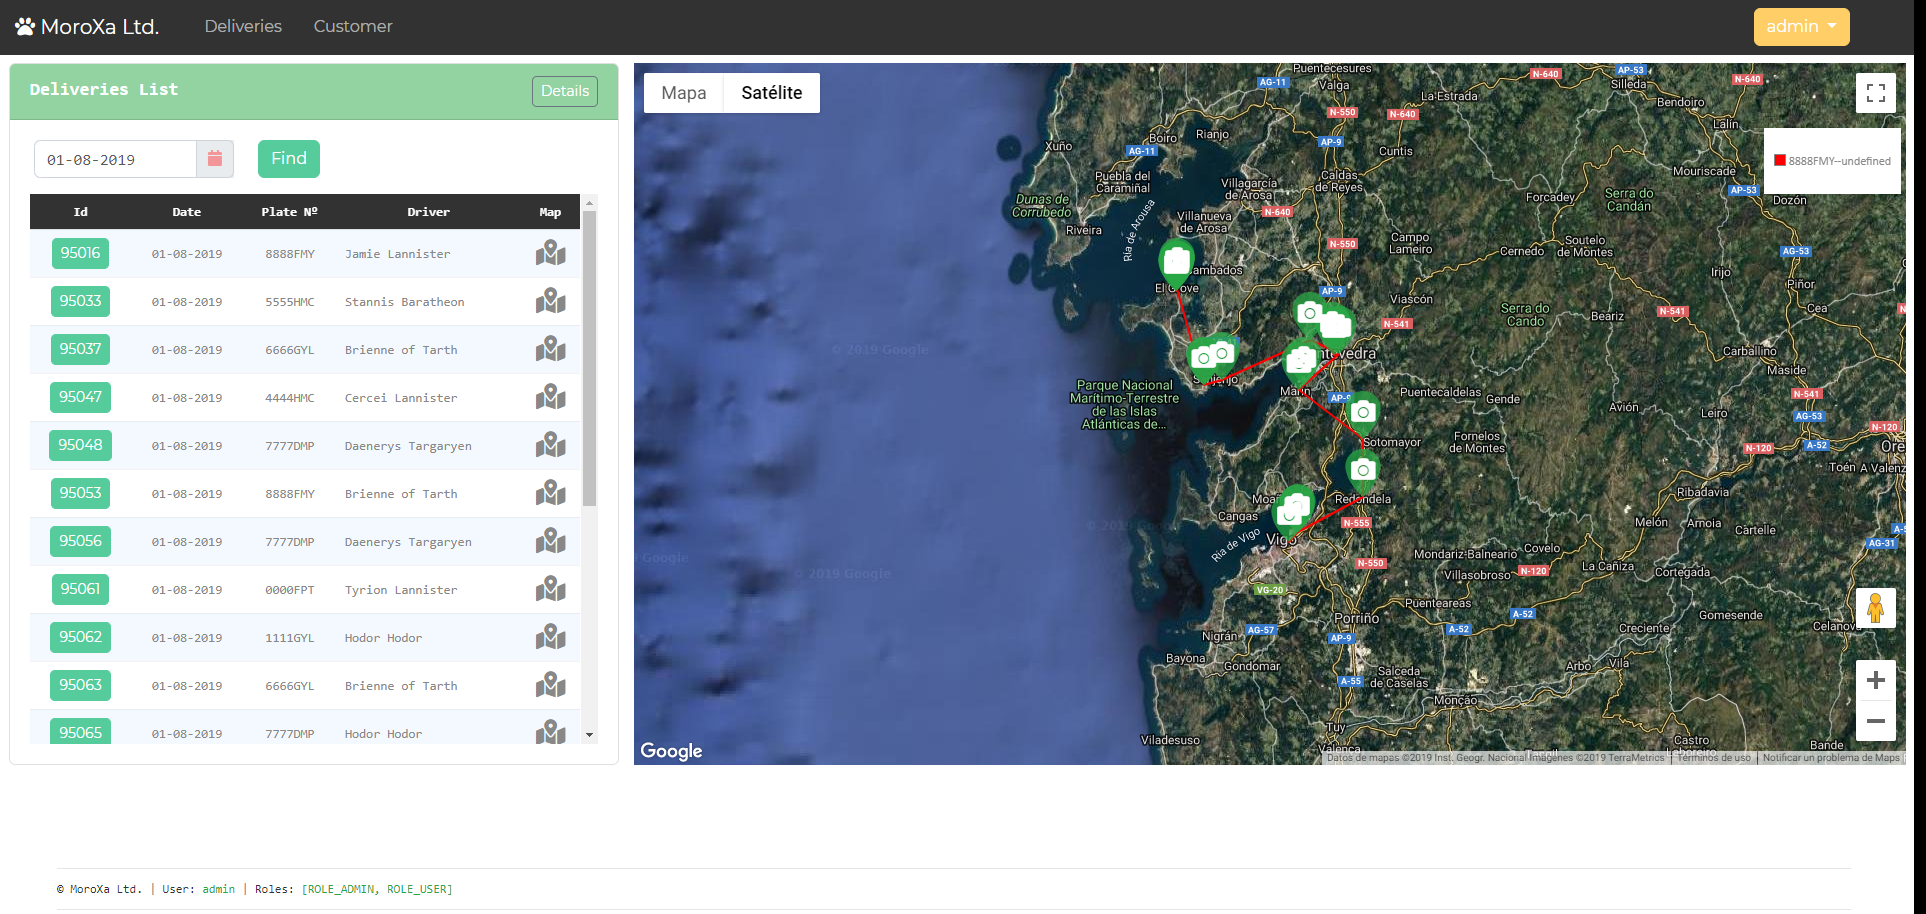 MoroXa Ltd.
Deliveries
Customer
admin
Deliveries List
Details
01-08-2019
Find
Id Date Plate Nº Driver Map
95016 01-08-2019 8888FMY Jamie Lannister
95033 01-08-2019 5555HMC Stannis Baratheon
95037 01-08-2019 6666GYL Brienne of Tarth
95047 01-08-2019 4444HMC Cercei Lannister
95048 01-08-2019 7777DMP Daenerys Targaryen
95053 01-08-2019 8888FMY Brienne of Tarth
95056 01-08-2019 7777DMP Daenerys Targaryen
95061 01-08-2019 0000FPT Tyrion Lannister
95062 01-08-2019 1111GYL Hodor Hodor
95063 01-08-2019 6666GYL Brienne of Tarth
95065 01-08-2019 7777DMP Hodor Hodor
Mapa
Satélite
8888FMY--undefined
Puentecesures
AG-11
Valga
N-640
AP-53
Silleda
N-640
La Estrada
Bendoiro
N-550
N-640
Lalín
Boiro
Rianjo
Xuño
AG-11
AP-9
Cuntis
Mouriscade
Puebla del
Caramiñal
Villagarcía
de Arosa
Caldas
de Reyes
AP-53
Dunas de
Corrubedo
Ria de Arousa
Forcadey
Serra do
Candán
Dozón
Villanueva
de Arosa
N-640
Riveira
N-550
Campo
Lameiro
Cernedo
Soutelo
de Montes
AG-53
Irijo
ambados
Piñor
El Grove
AP-9
Viascón
Serra do
Cando
Beariz
N-541
Cea
N-541
Carballino
ntevedra
Maside
Parque Nacional
Marítimo-Terrestre
de las Islas
Atlánticas de...
Marín
AP-9
Puentecaldelas
Gende
N-541
Avión
Leiro
AG-53
Sotomayor
Fornelos
de Montes
N-120
A-52
N-120
Ore
Toén
A Valenz
Redondela
Ribadavia
Cangas
N-555
Melón
Arnoia
Cartelle
Ria de Vigo
Vigo
AG-31
N-550
Mondariz-Balneario
Covelo
Villasobroso
N-120
La Cañiza
Cortegada
VG-20
Puenteareas
A-52
Porriño
Gomesende
Celanova
Nigrán
AG-57
AP-9
A-52
Creciente
Bayona
Gondomar
Salceda
de Caselas
Arbo
Vila
A-55
Monção
Tuy
Valença
Viladesuso
Castro
Laboreiro
Bande
© 2019 Google
© 2019 Google
Google
Datos de mapas ©2019 Inst. Geogr. Nacional Imágenes ©2019 TerraMetrics
Términos de uso
Notificar un problema de Maps
© MoroXa Ltd. | User: admin | Roles: [ROLE_ADMIN, ROLE_USER]